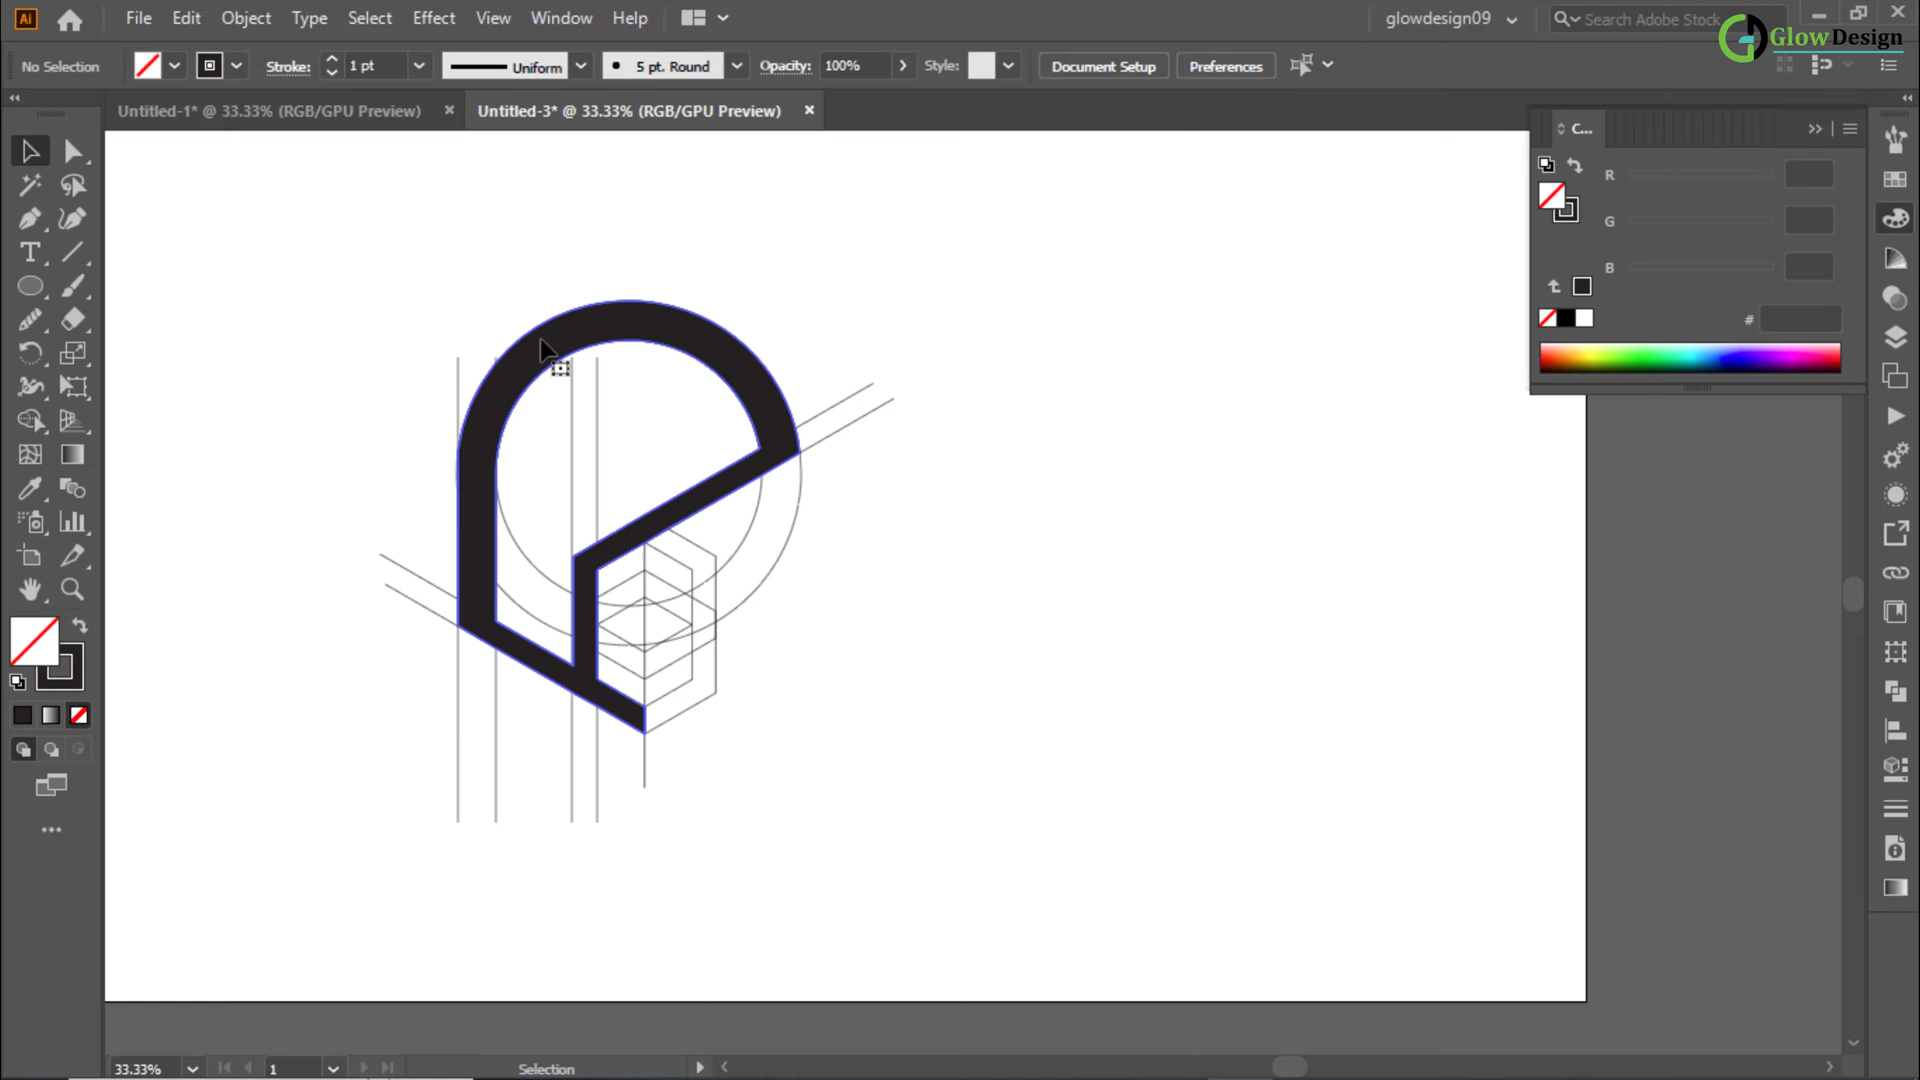 Ai File Edit Object Type Select Effect View Window Help glowdesign09 Search Adobe Stock
Glow Design
No Selection Stroke: 1 pt Uniform 5 pt. Round Opacity: 100% Style: Document Setup Preferences
Untitled-1* @ 33.33% (RGB/GPU Preview) Untitled-3* @ 33.33% (RGB/GPU Preview)
C...
R
G
B
#
33.33% 1 Selection